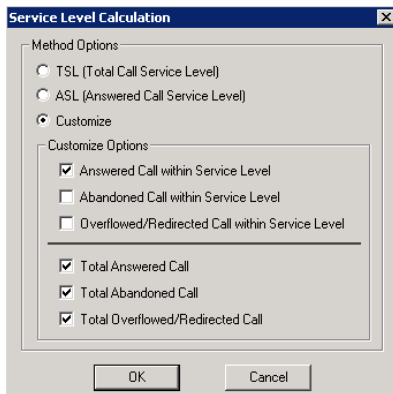 Service Level Calculation
Method Options
TSL (Total Call Service Level)
ASL (Answered Call Service Level)
Customize
Customize Options
Answered Call within Service Level
Abandoned Call within Service Level
Overflowed/Redirected Call within Service Level
Total Answered Call
Total Abandoned Call
Total Overflowed/Redirected Call
OK Cancel